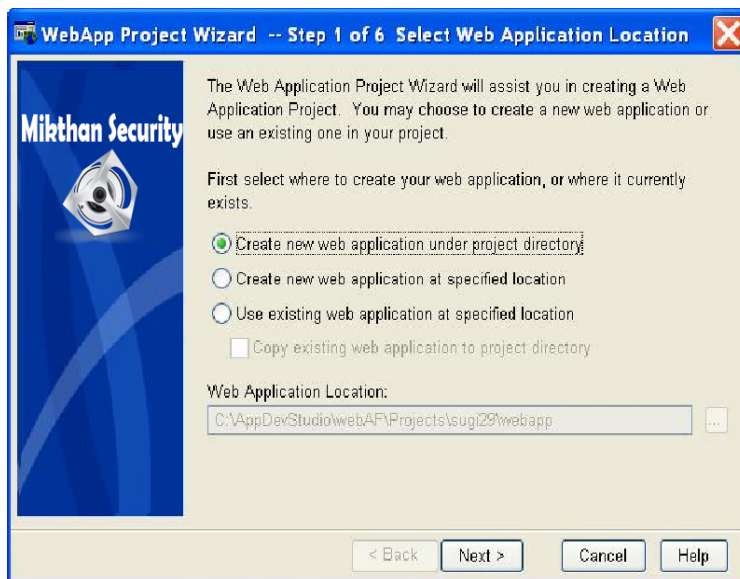 WebApp Project Wizard -- Step 1 of 6 Select Web Application Location
Mikthan Security
The Web Application Project Wizard will assist you in creating a Web
Application Project. You may choose to create a new web application or
use an existing one in your project.
First select where to create your web application, or where it currently
exists.
Create new web application under project directory
Create new web application at specified location
Use existing web application at specified location
Copy existing web application to project directory
Web Application Location:
C:\AppDevStudio\webAF\Projects\sugi29\webapp
...
< Back
Next >
Cancel
Help